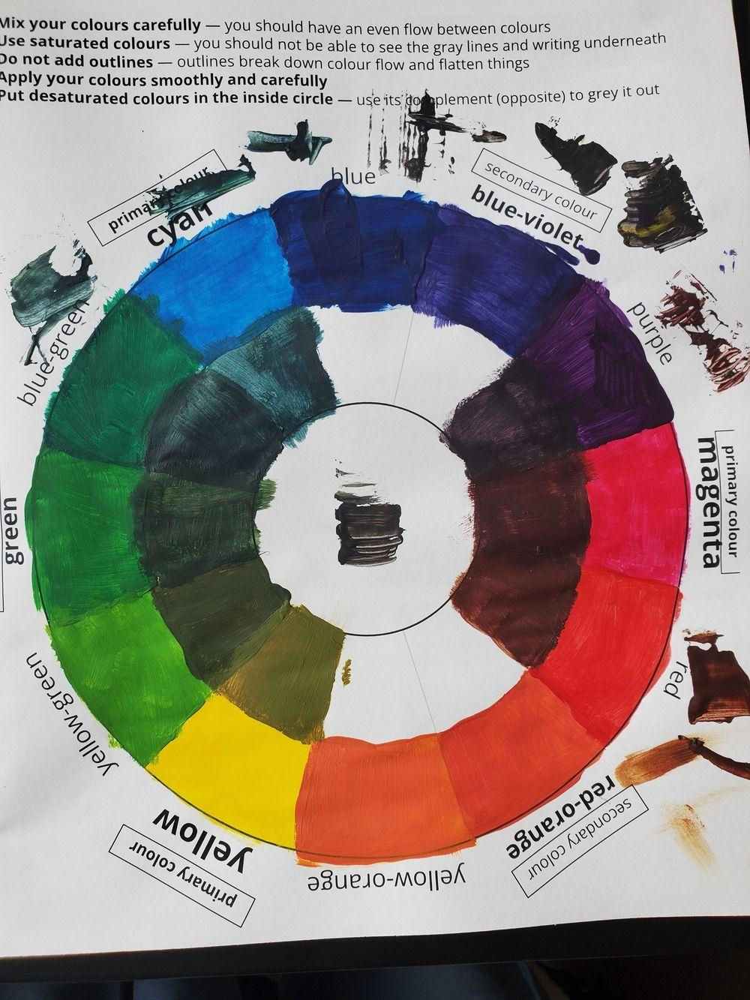 Mix your colours carefully — you should have an even flow between colours
Use saturated colours — you should not be able to see the gray lines and writing underneath
Do not add outlines — outlines break down colour flow and flatten things
Apply your colours smoothly and carefully
Put desaturated colours in the inside circle — use its complement (opposite) to grey it out
blue
secondary colour
blue-violet
purple
primary colour
magenta
red
red-orange
secondary colour
yellow-orange
yellow
primary colour
yellow-green
green
blue-green
primary colour
cyan